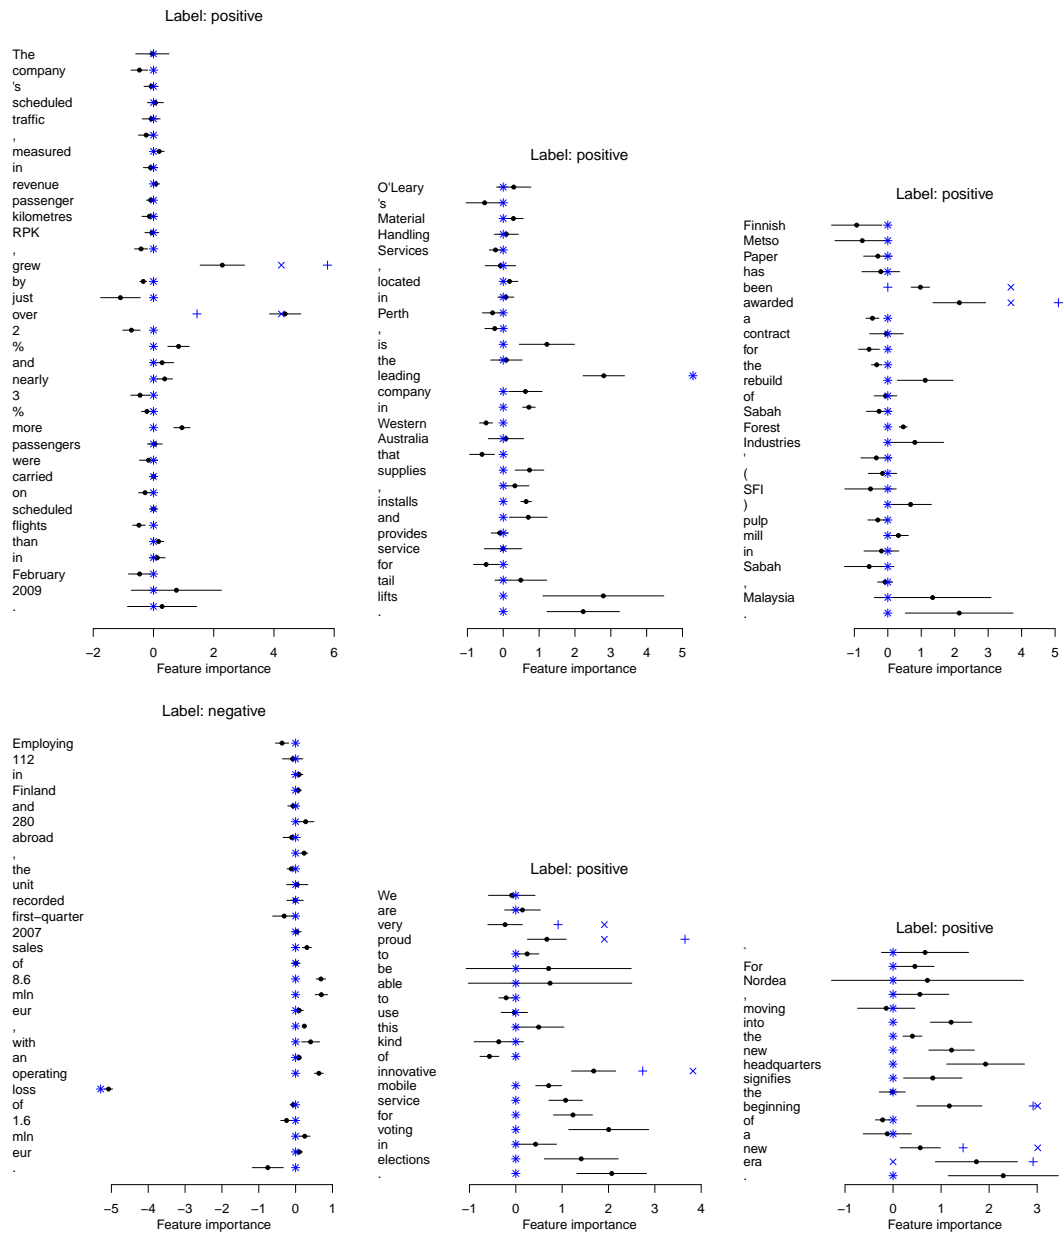 Label: positive
The
company
's
scheduled
traffic
,
measured
in
revenue
passenger
kilometres
RPK
,
grew
by
just
over
2
%
and
nearly
3
%
more
passengers
were
carried
on
scheduled
flights
than
in
February
2009
.
−2 0 2 4 6
Feature importance
Label: positive
O'Leary
's
Material
Handling
Services
,
located
in
Perth
,
is
the
leading
company
in
Western
Australia
that
supplies
,
installs
and
provides
service
for
tail
lifts
.
−1 0 1 2 3 4 5
Feature importance
Label: positive
Finnish
Metso
Paper
has
been
awarded
a
contract
for
the
rebuild
of
Sabah
Forest
Industries
'
(
SFI
)
pulp
mill
in
Sabah
,
Malaysia
.
−1 0 1 2 3 4 5
Feature importance
Label: negative
Employing
112
in
Finland
and
280
abroad
,
the
unit
recorded
first−quarter
2007
sales
of
8.6
mln
eur
,
with
an
operating
loss
of
1.6
mln
eur
.
−5 −4 −3 −2 −1 0 1
Feature importance
Label: positive
We
are
very
proud
to
be
able
to
use
this
kind
of
innovative
mobile
service
for
voting
in
elections
.
−1 0 1 2 3 4
Feature importance
Label: positive
`
For
Nordea
,
moving
into
the
new
headquarters
signifies
the
beginning
of
a
new
era
.
−1 0 1 2 3
Feature importance